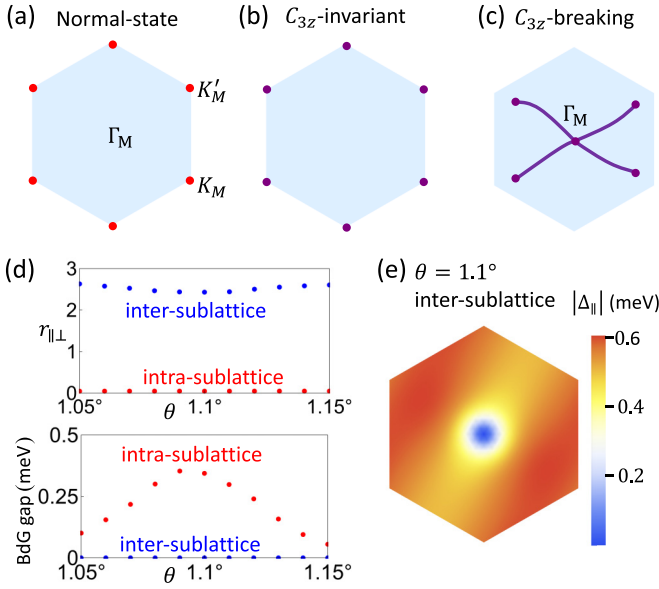 (a) Normal-state
(b) C₃z-invariant
(c) C₃z-breaking
K′M
ΓM
KM
ΓM
(d)
3
2
1
0
r∥⊥
inter-sublattice
intra-sublattice
1.05° θ 1.1° 1.15°
0.5
0.25
0
BdG gap (meV)
intra-sublattice
inter-sublattice
1.05° θ 1.1° 1.15°
(e) θ = 1.1°
inter-sublattice
|Δ∥| (meV)
0.6
0.4
0.2